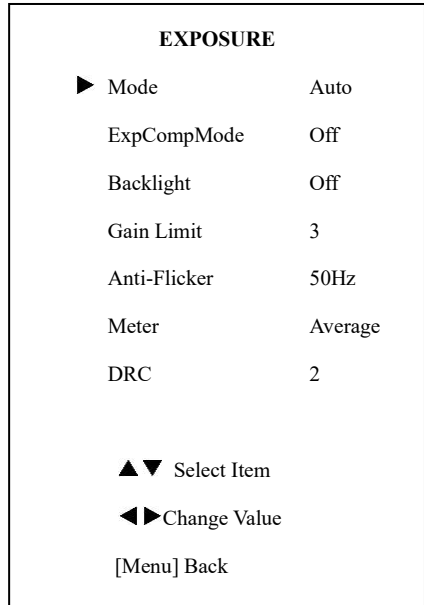 EXPOSURE
▶ Mode Auto
ExpCompMode Off
Backlight Off
Gain Limit 3
Anti-Flicker 50Hz
Meter Average
DRC 2
▲▼ Select Item
◀▶Change Value
[Menu] Back